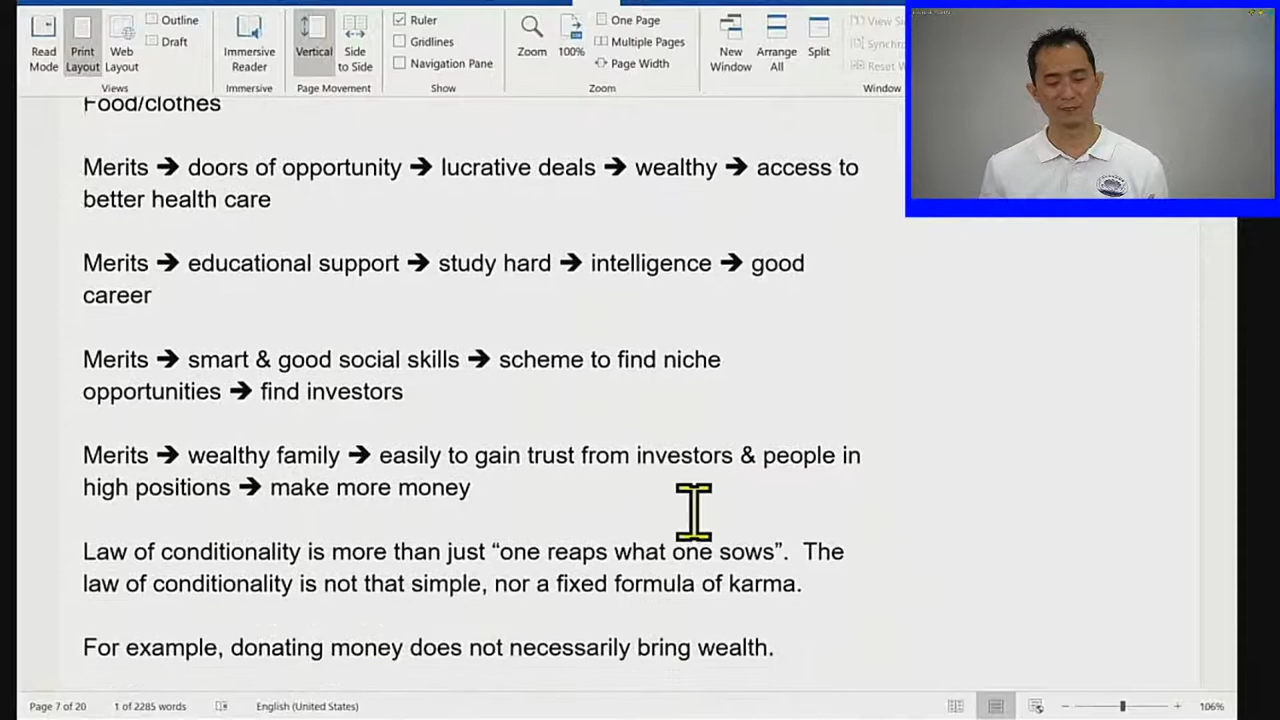 Outline
Draft
Read Mode
Print Layout
Web Layout
Views
Immersive Reader
Immersive
Vertical
Side to Side
Page Movement
Ruler
Gridlines
Navigation Pane
Show
Zoom
100%
One Page
Multiple Pages
Page Width
Zoom
New Window
Arrange All
Split
View Si
Synchro
Reset W
Window
Food/clothes
Merits ➔ doors of opportunity ➔ lucrative deals ➔ wealthy ➔ access to
better health care
Merits ➔ educational support ➔ study hard ➔ intelligence ➔ good
career
Merits ➔ smart & good social skills ➔ scheme to find niche
opportunities ➔ find investors
Merits ➔ wealthy family ➔ easily to gain trust from investors & people in
high positions ➔ make more money
Law of conditionality is more than just “one reaps what one sows”.  The
law of conditionality is not that simple, nor a fixed formula of karma.
For example, donating money does not necessarily bring wealth.
Page 7 of 20
1 of 2285 words
English (United States)
106%